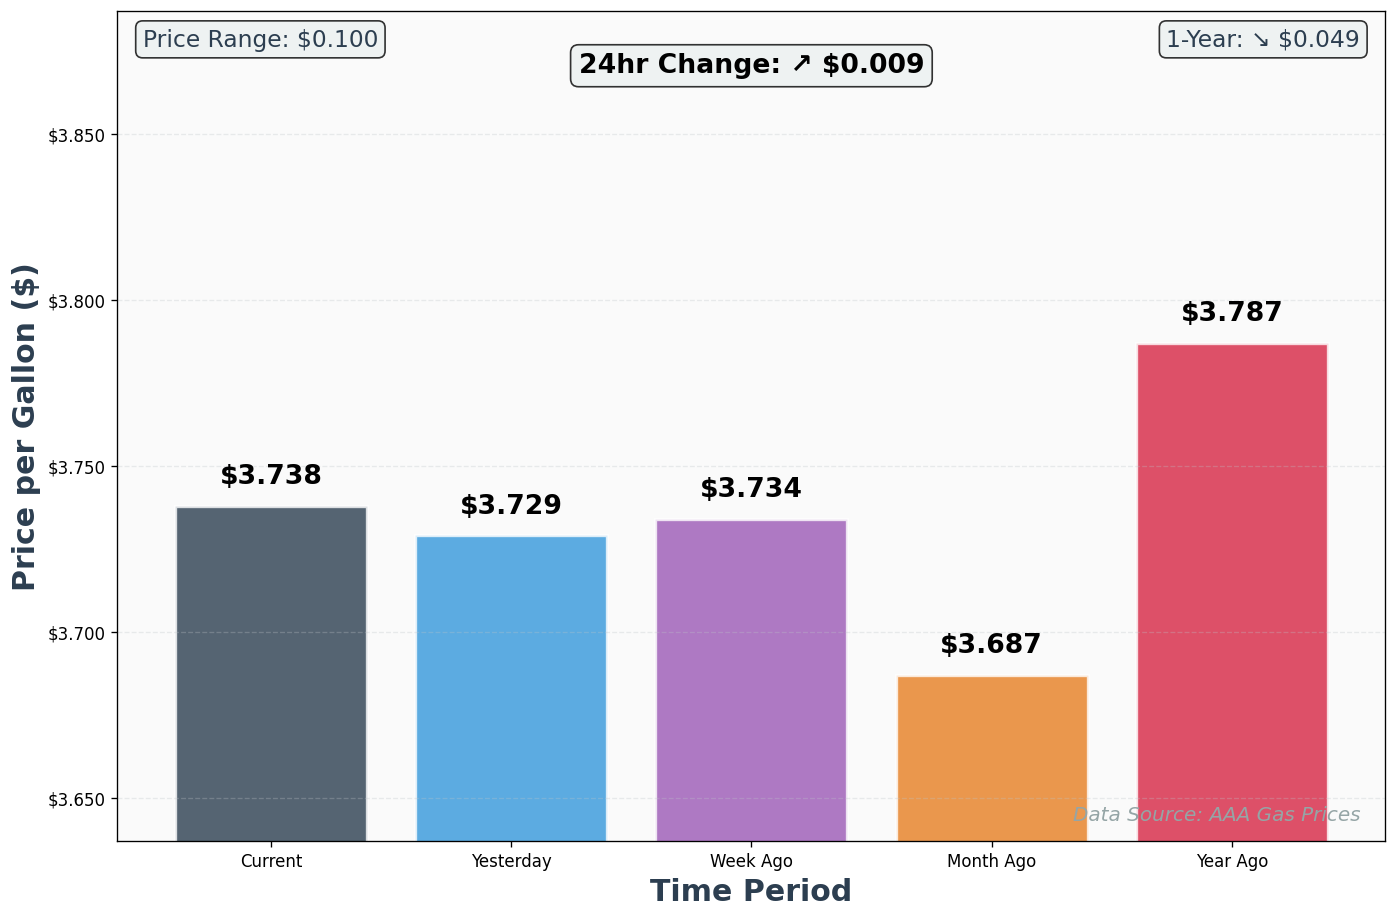 Price Range: $0.100
24hr Change: ↗ $0.009
1-Year: ↘ $0.049
Price per Gallon ($)
$3.850
$3.800
$3.750
$3.700
$3.650
$3.738
$3.729
$3.734
$3.687
$3.787
Data Source: AAA Gas Prices
Current
Yesterday
Week Ago
Month Ago
Year Ago
Time Period